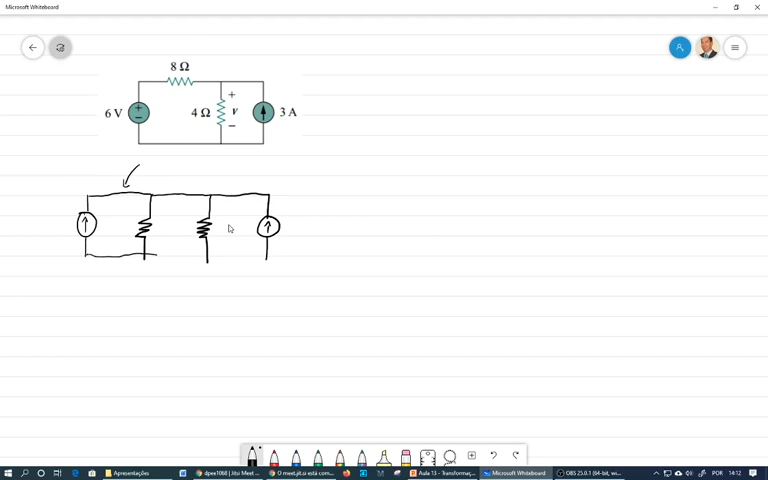 Microsoft Whiteboard
8 Ω
+
6 V
4 Ω
v
3 A
−
Apresentações
dpex1068 | Jitsi Meet ...
O meet.jit.si está com...
Aula 13 - Transformaç...
Microsoft Whiteboard
OBS 25.0.1 (64-bit, wi...
POR
14:12